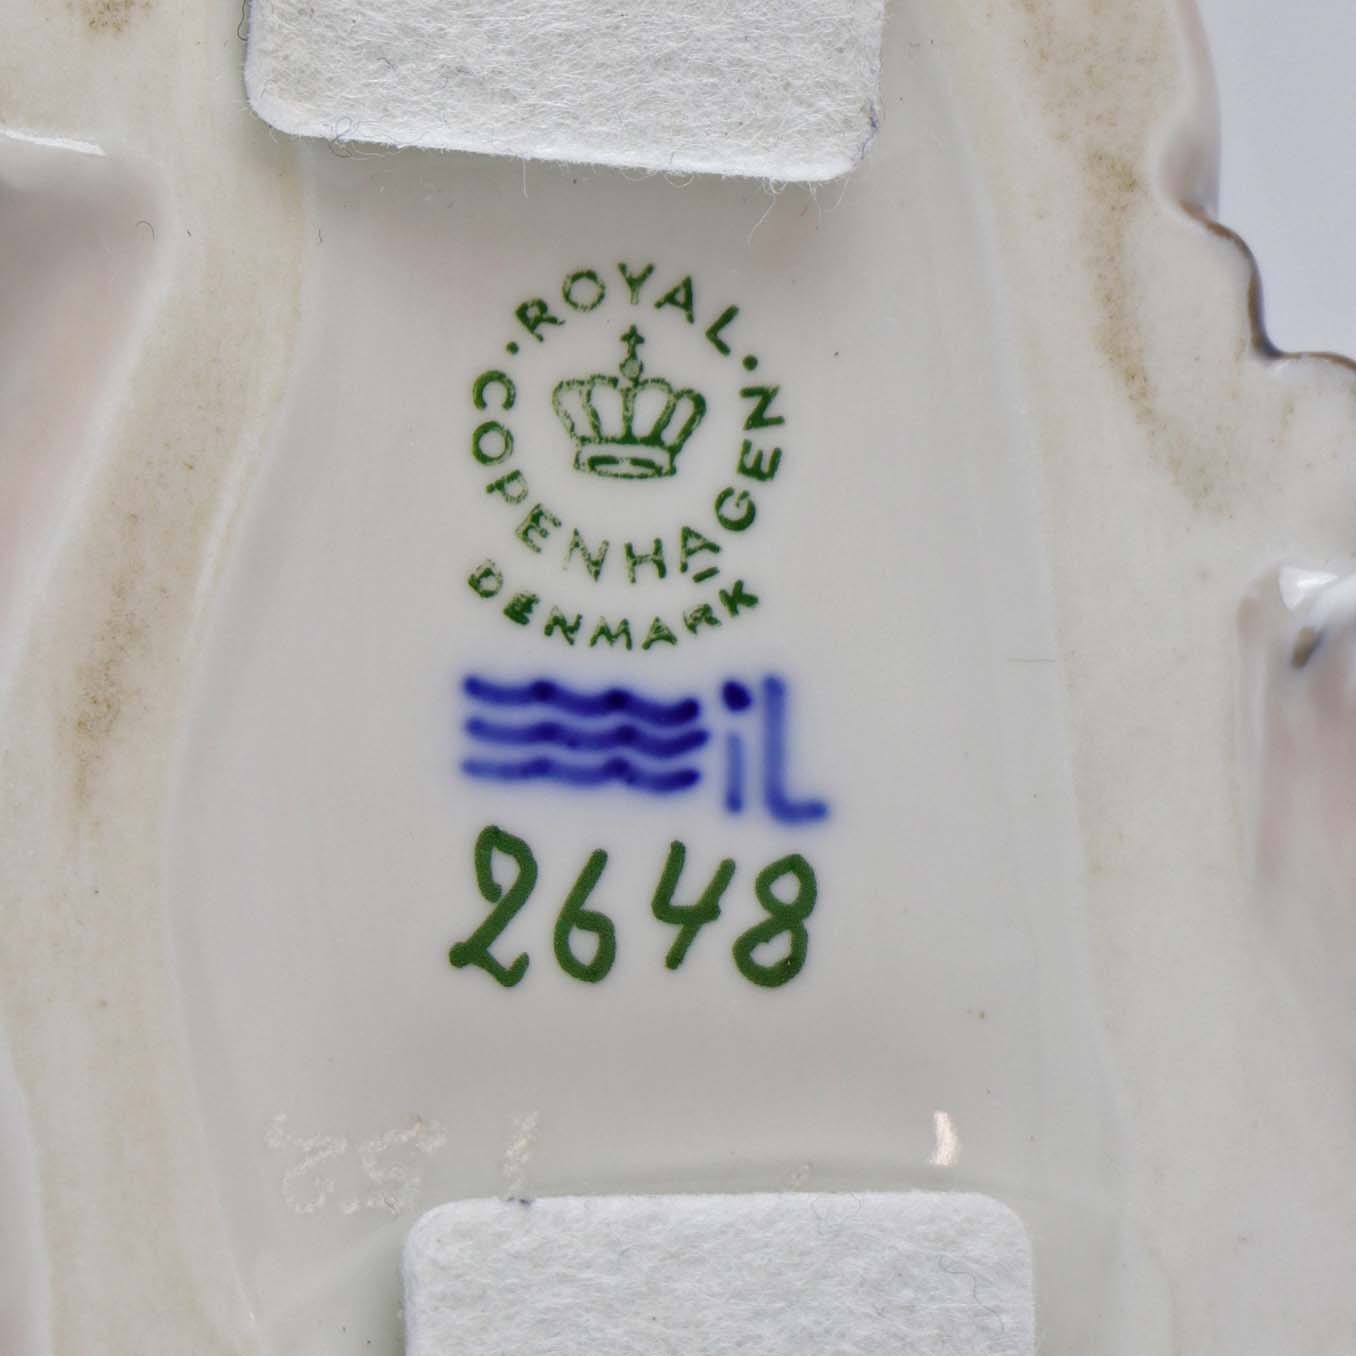 · ROYAL ·
COPENHAGEN
DENMARK
iL
2648